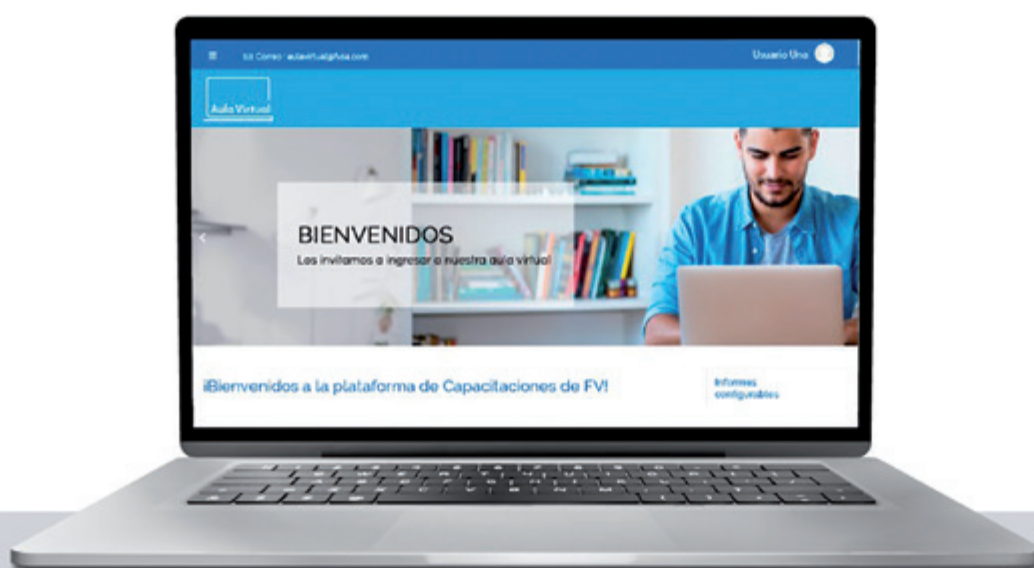 Correo:
Usuario Uno
Aula Virtual
BIENVENIDOS
Los invitamos a ingresar a nuestra aula virtual
¡Bienvenidos a la plataforma de Capacitaciones de FV!
Informes
configurables